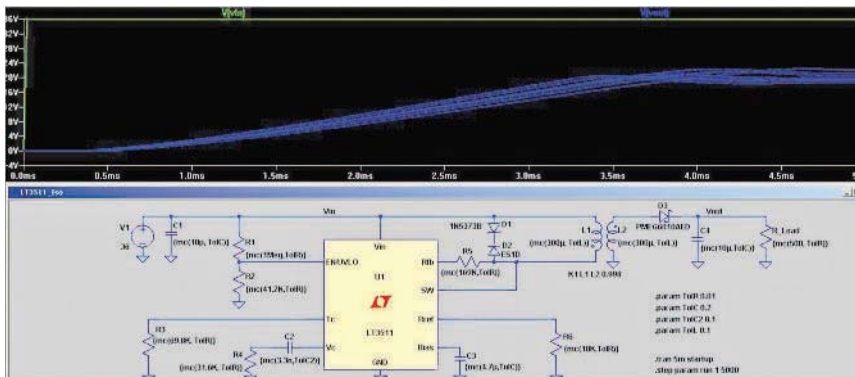 V(vin) V(vout)
36V
32V
28V
24V
20V
16V
12V
8V
4V
0V
-4V
0.0ms 0.5ms 1.0ms 1.5ms 2.0ms 2.5ms 3.0ms 3.5ms 4.0ms 4.5ms
LT3511_Iso
Vin
V1
36
C1
{mc(10µ,TolC)}
R1
{mc(1Meg,TolR)}
R2
{mc(41.2K,TolR)}
Vin
EN/UVLO
U1
Rfb
SW
Tc
Rref
Vc
LT3511
Bias
GND
R5
{mc(169K,TolR)}
1N5373B
D1
D2
ES1D
L1
{mc(300µ,TolL)}
L2
{mc(300µ,TolL)}
K1 L1 L2 0.998
D3
PMEG6010AED
Vout
C4
{mc(10µ,TolC)}
R_Load
{mc(500,TolR)}
R3
{mc(69.8K,TolR)}
R4
{mc(31.6K,TolR)}
C2
{mc(3.3n,TolC2)}
C3
{mc(4.7µ,TolC)}
R6
{mc(10K,TolR)}
.param TolR 0.01
.param TolC 0.2
.param TolC2 0.1
.param TolL 0.1
.tran 5m startup
.step param run 1 5000